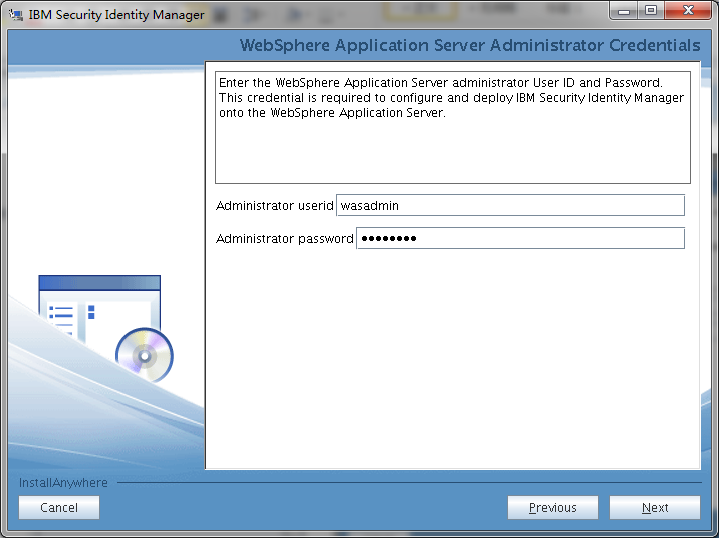 IBM Security Identity Manager
WebSphere Application Server Administrator Credentials
Enter the WebSphere Application Server administrator User ID and Password.
This credential is required to configure and deploy IBM Security Identity Manager
onto the WebSphere Application Server.
Administrator userid wasadmin
Administrator password ••••••••
InstallAnywhere
Cancel Previous Next